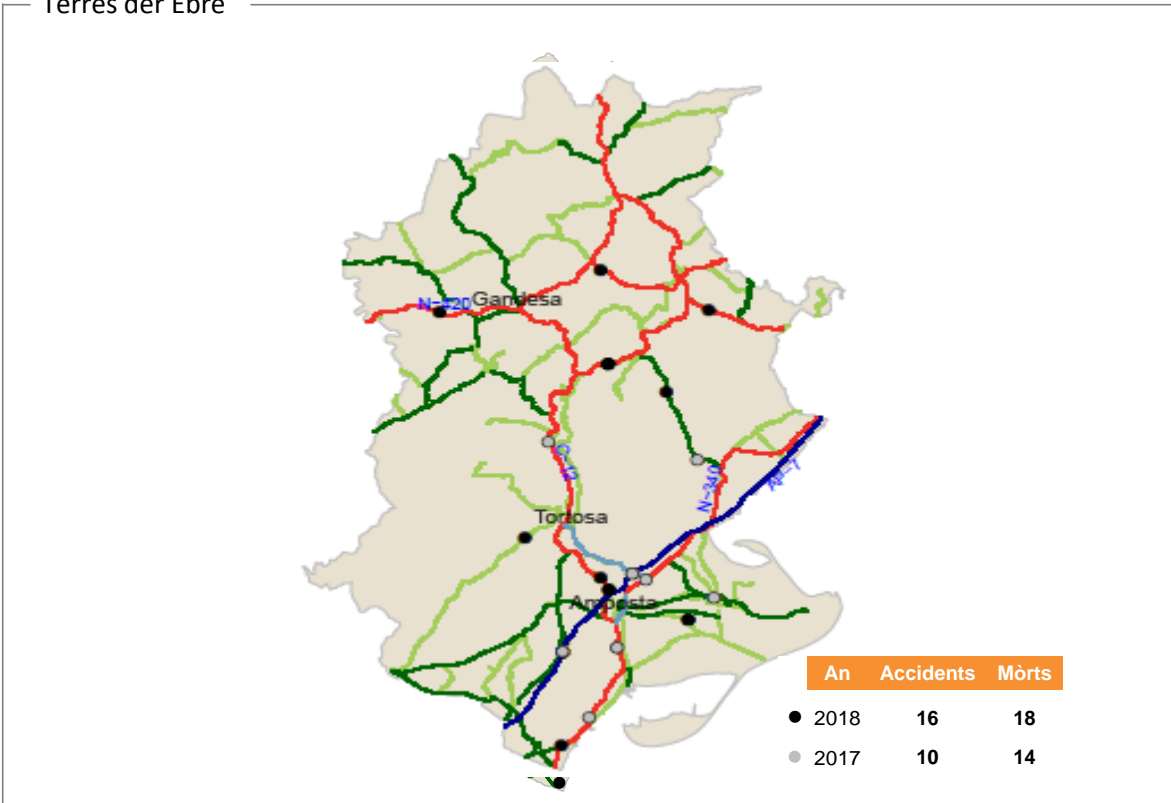 Terres der Ebre
N-420
Gandesa
C-12
N-340
AP-7
Tortosa
Amposta
An Accidents Mòrts
2018 16 18
2017 10 14